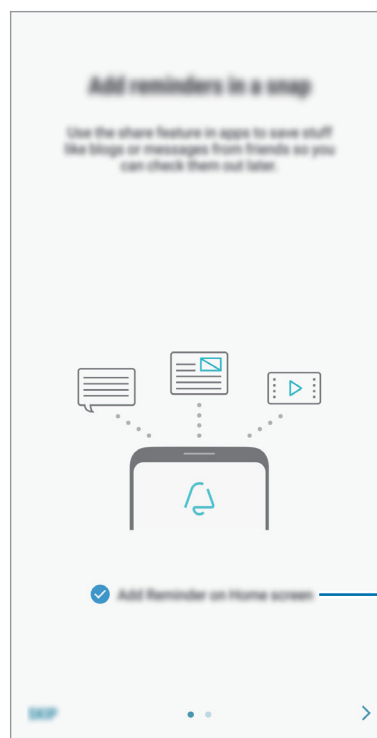 Add reminders in a snap
Use the share feature in apps to save stuff
like blogs or messages from friends so you
can check them out later.
Add Reminder on Home screen
SKIP